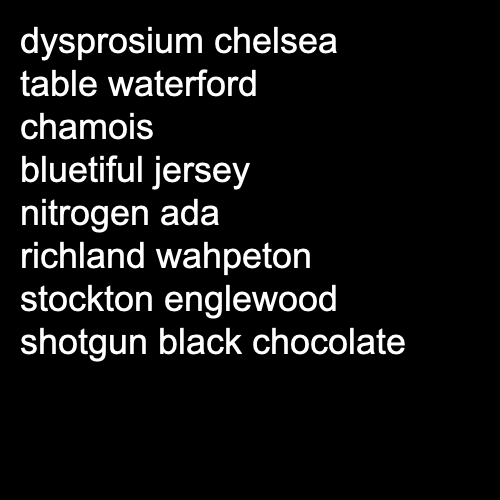 dysprosium chelsea
table waterford
chamois
bluetiful jersey
nitrogen ada
richland wahpeton
stockton englewood
shotgun black chocolate